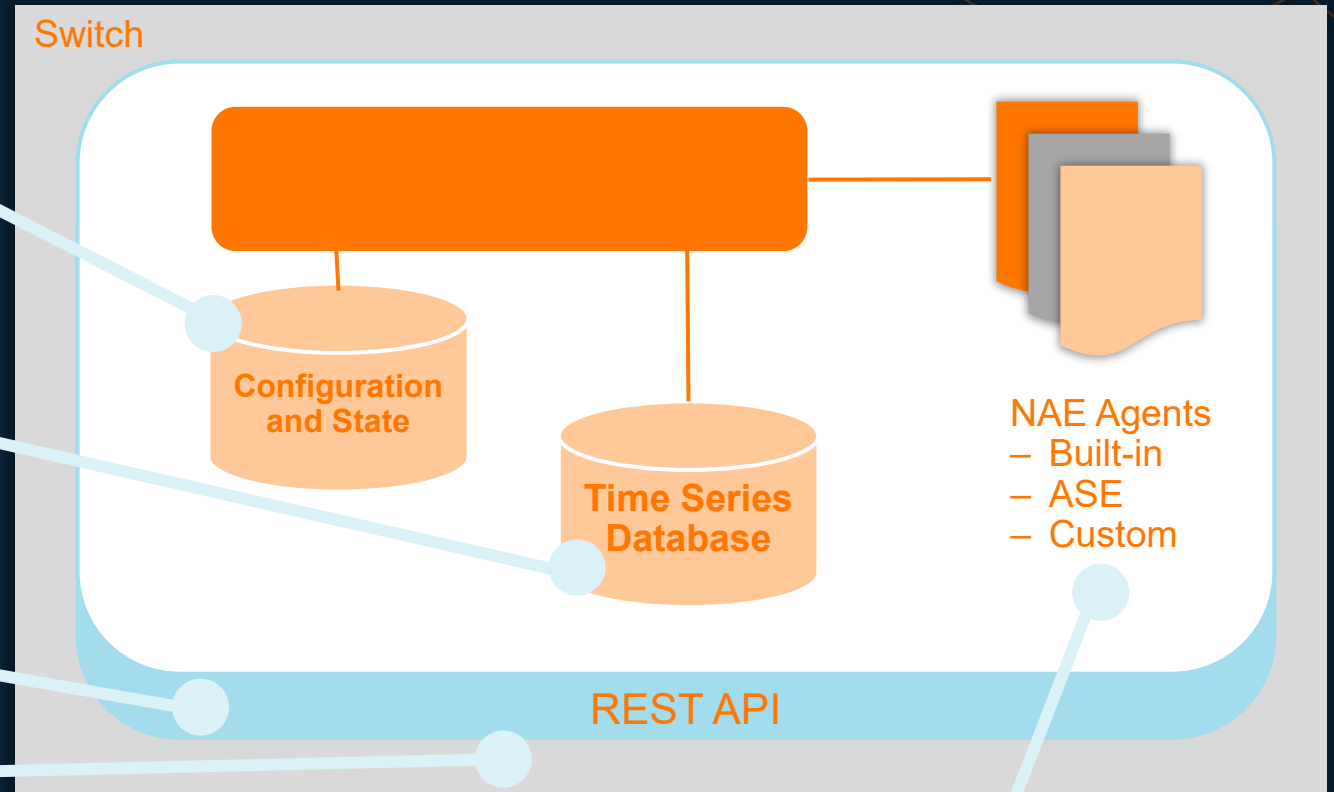 Switch
Configuration
and State
Time Series
Database
NAE Agents
– Built-in
– ASE
– Custom
REST API